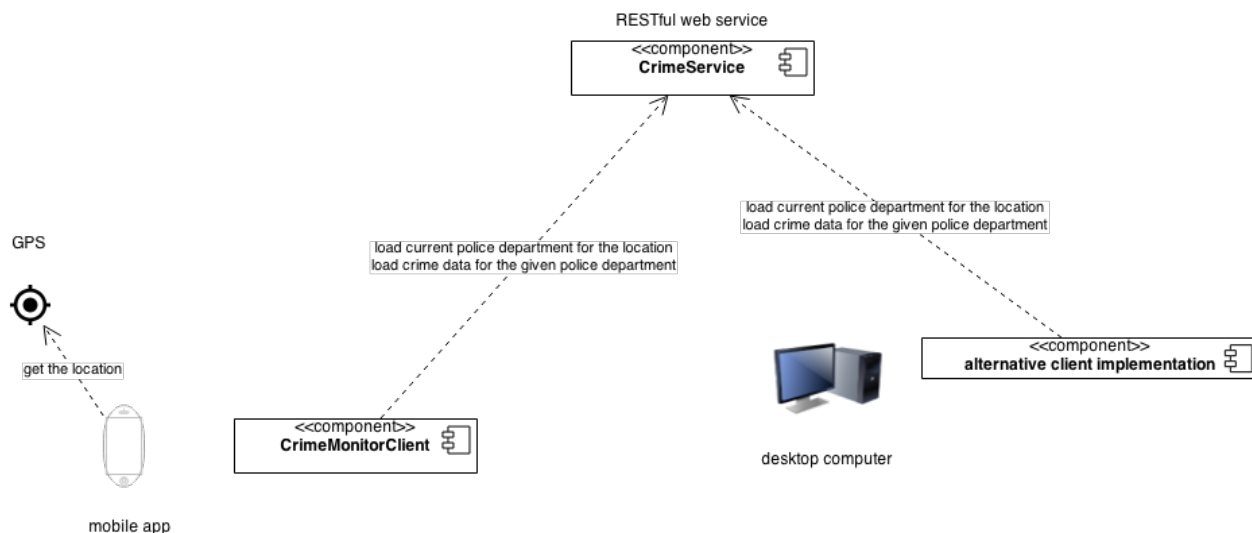 RESTful web service
<<component>>
CrimeService
load current police department for the location
load crime data for the given police department
GPS
load current police department for the location
load crime data for the given police department
<<component>>
alternative client implementation
get the location
<<component>>
CrimeMonitorClient
desktop computer
mobile app